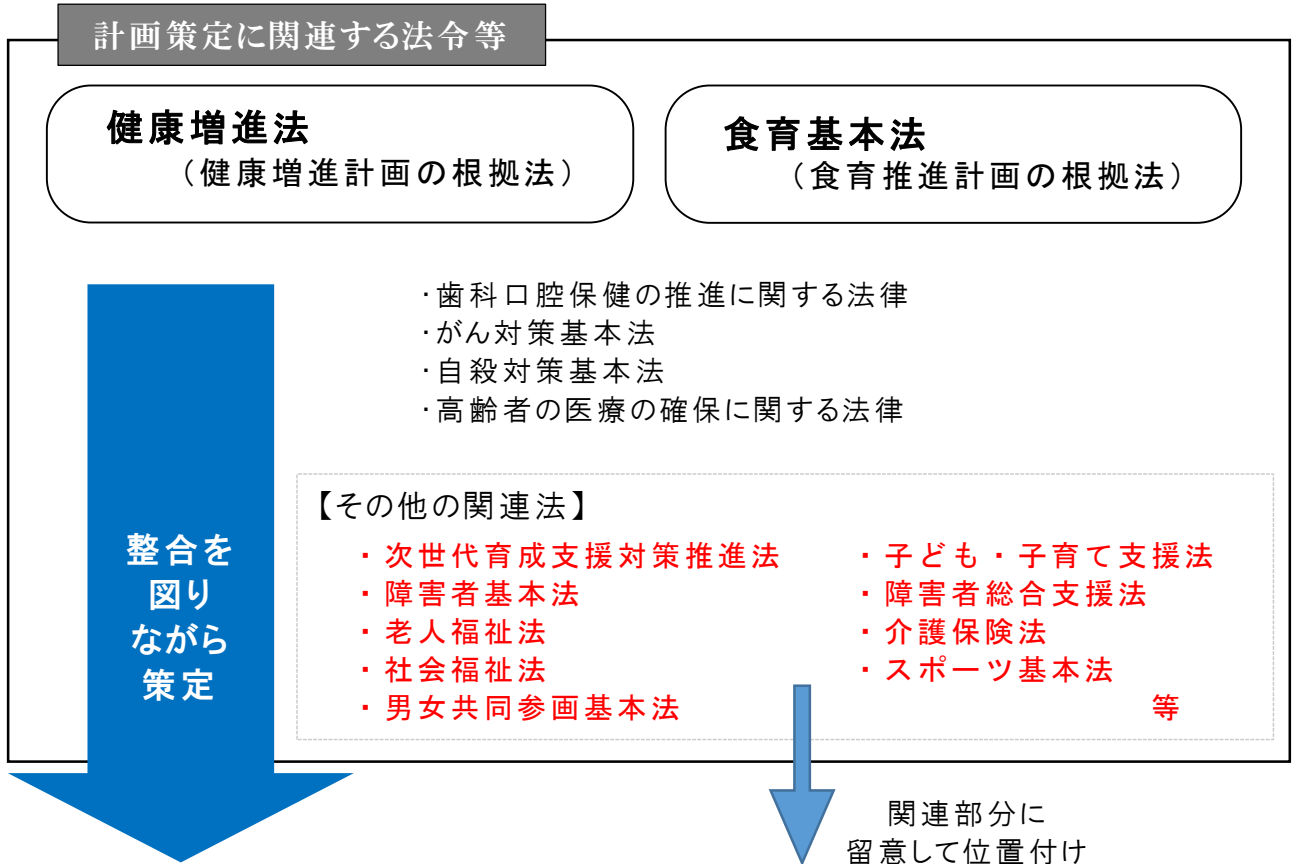 計画策定に関連する法令等
健康増進法
（健康増進計画の根拠法）
食育基本法
（食育推進計画の根拠法）
・歯科口腔保健の推進に関する法律
・がん対策基本法
・自殺対策基本法
・高齢者の医療の確保に関する法律
【その他の関連法】
・次世代育成支援対策推進法
・障害者基本法
・老人福祉法
・社会福祉法
・男女共同参画基本法
・子ども・子育て支援法
・障害者総合支援法
・介護保険法
・スポーツ基本法
等
整合を
図り
ながら
策定
関連部分に
留意して位置付け